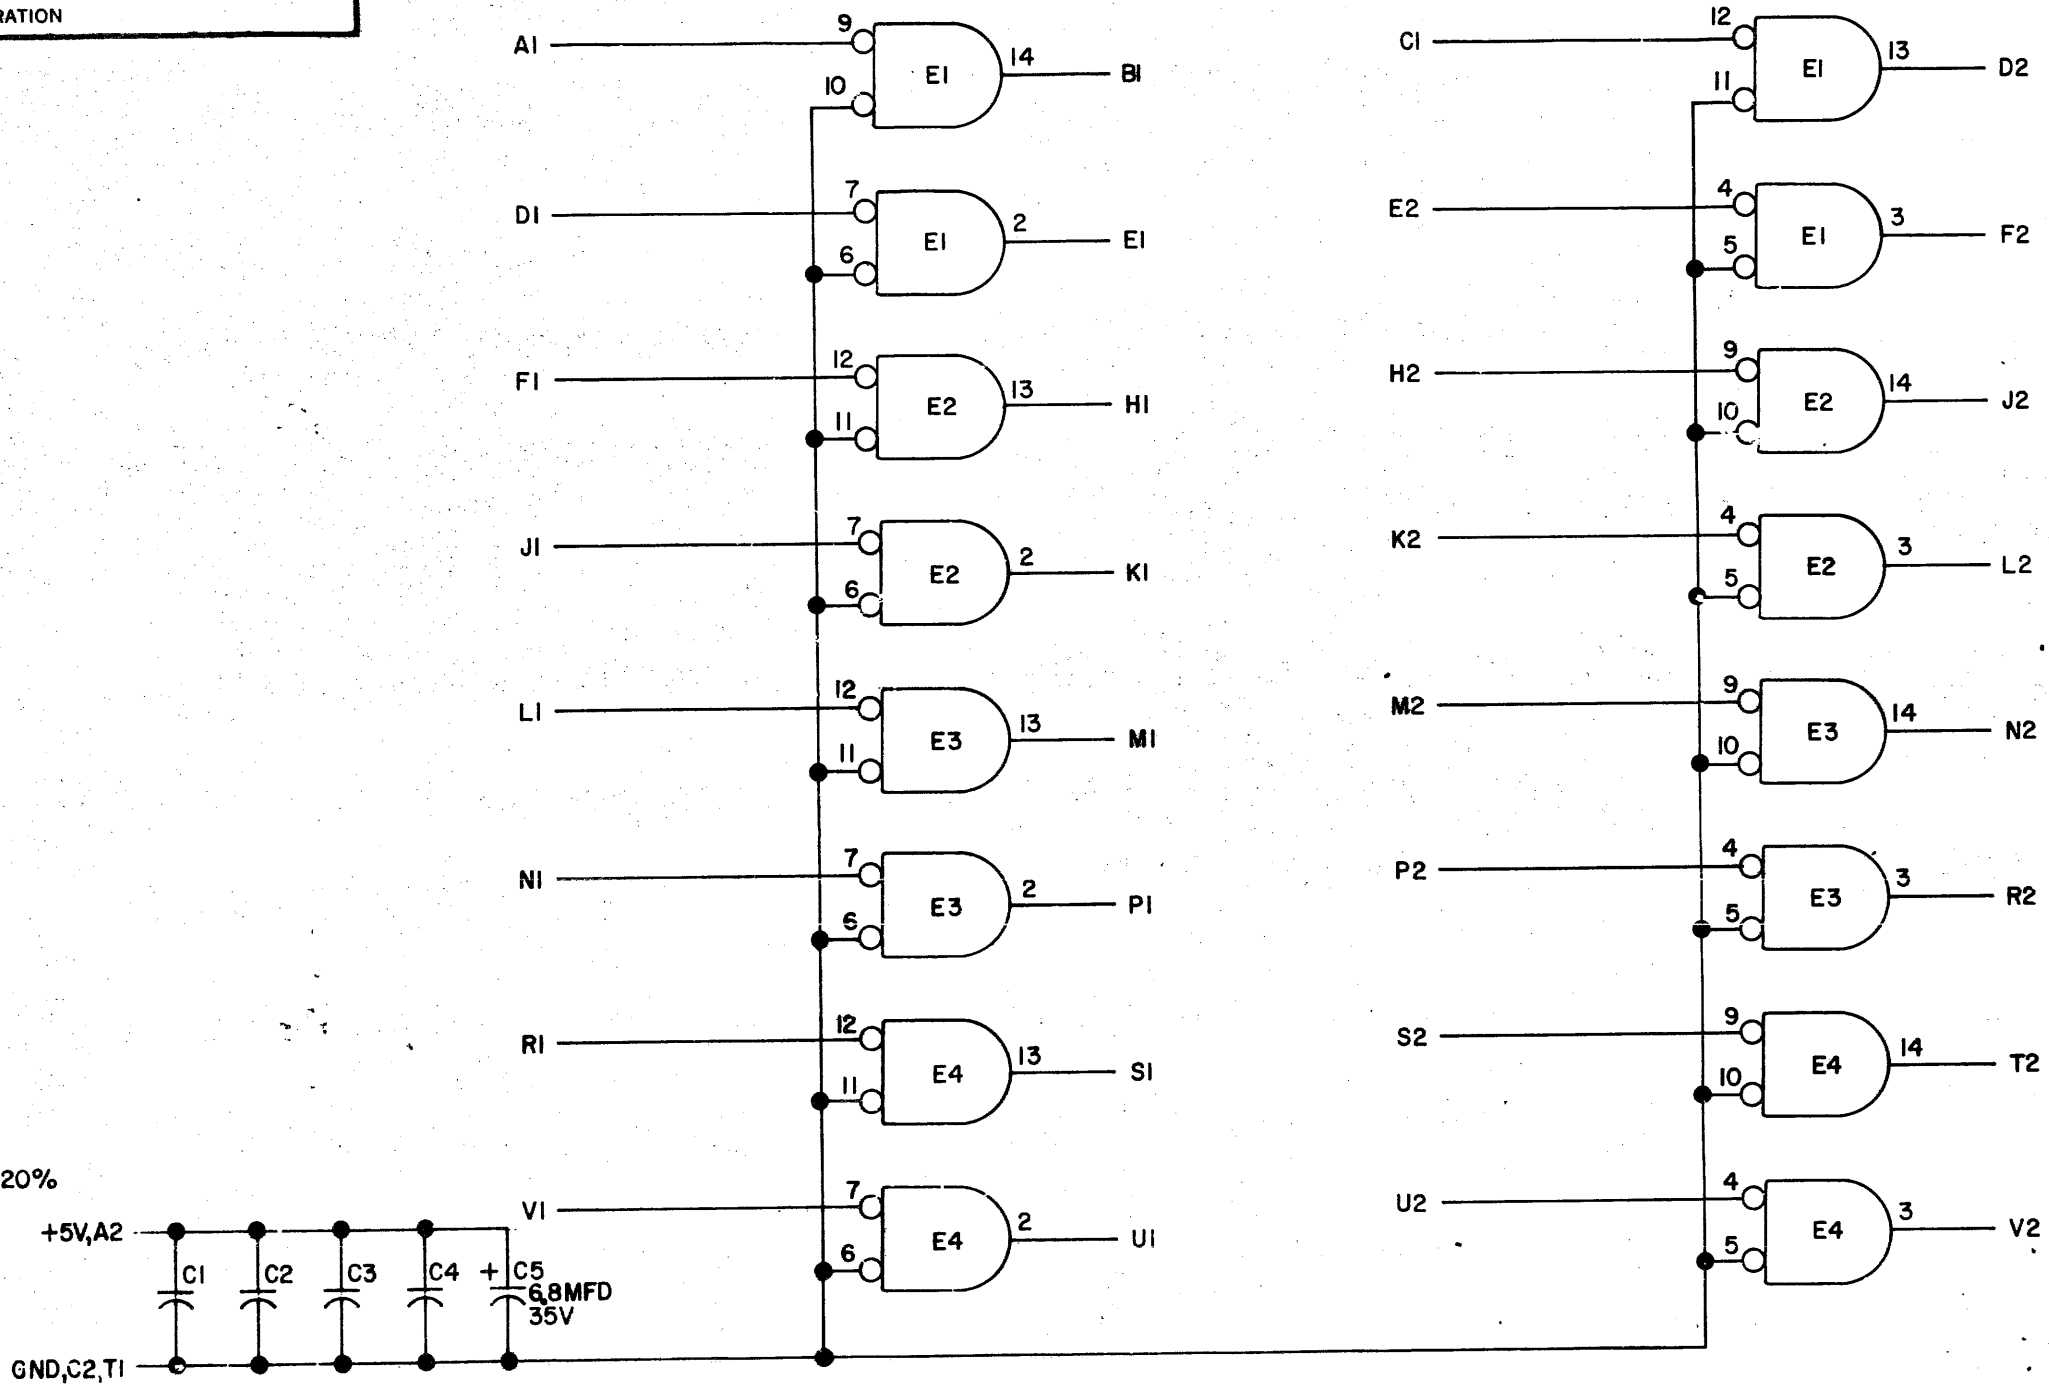 RATION
A1 9 10 E1 14 B1
C1 12 11 E1 13 D2
D1 7 6 E1 2 E1
E2 4 5 E1 3 F2
F1 12 11 E2 13 H1
H2 9 10 E2 14 J2
J1 7 6 E2 2 K1
K2 4 5 E2 3 L2
L1 12 11 E3 13 M1
M2 9 10 E3 14 N2
N1 7 6 E3 2 P1
P2 4 5 E3 3 R2
R1 12 11 E4 13 S1
S2 9 10 E4 14 T2
V1 7 6 E4 2 U1
U2 4 5 E4 3 V2
20%
+5V,A2
C1 C2 C3 C4 + C5
6.8MFD
35V
GND,C2,T1